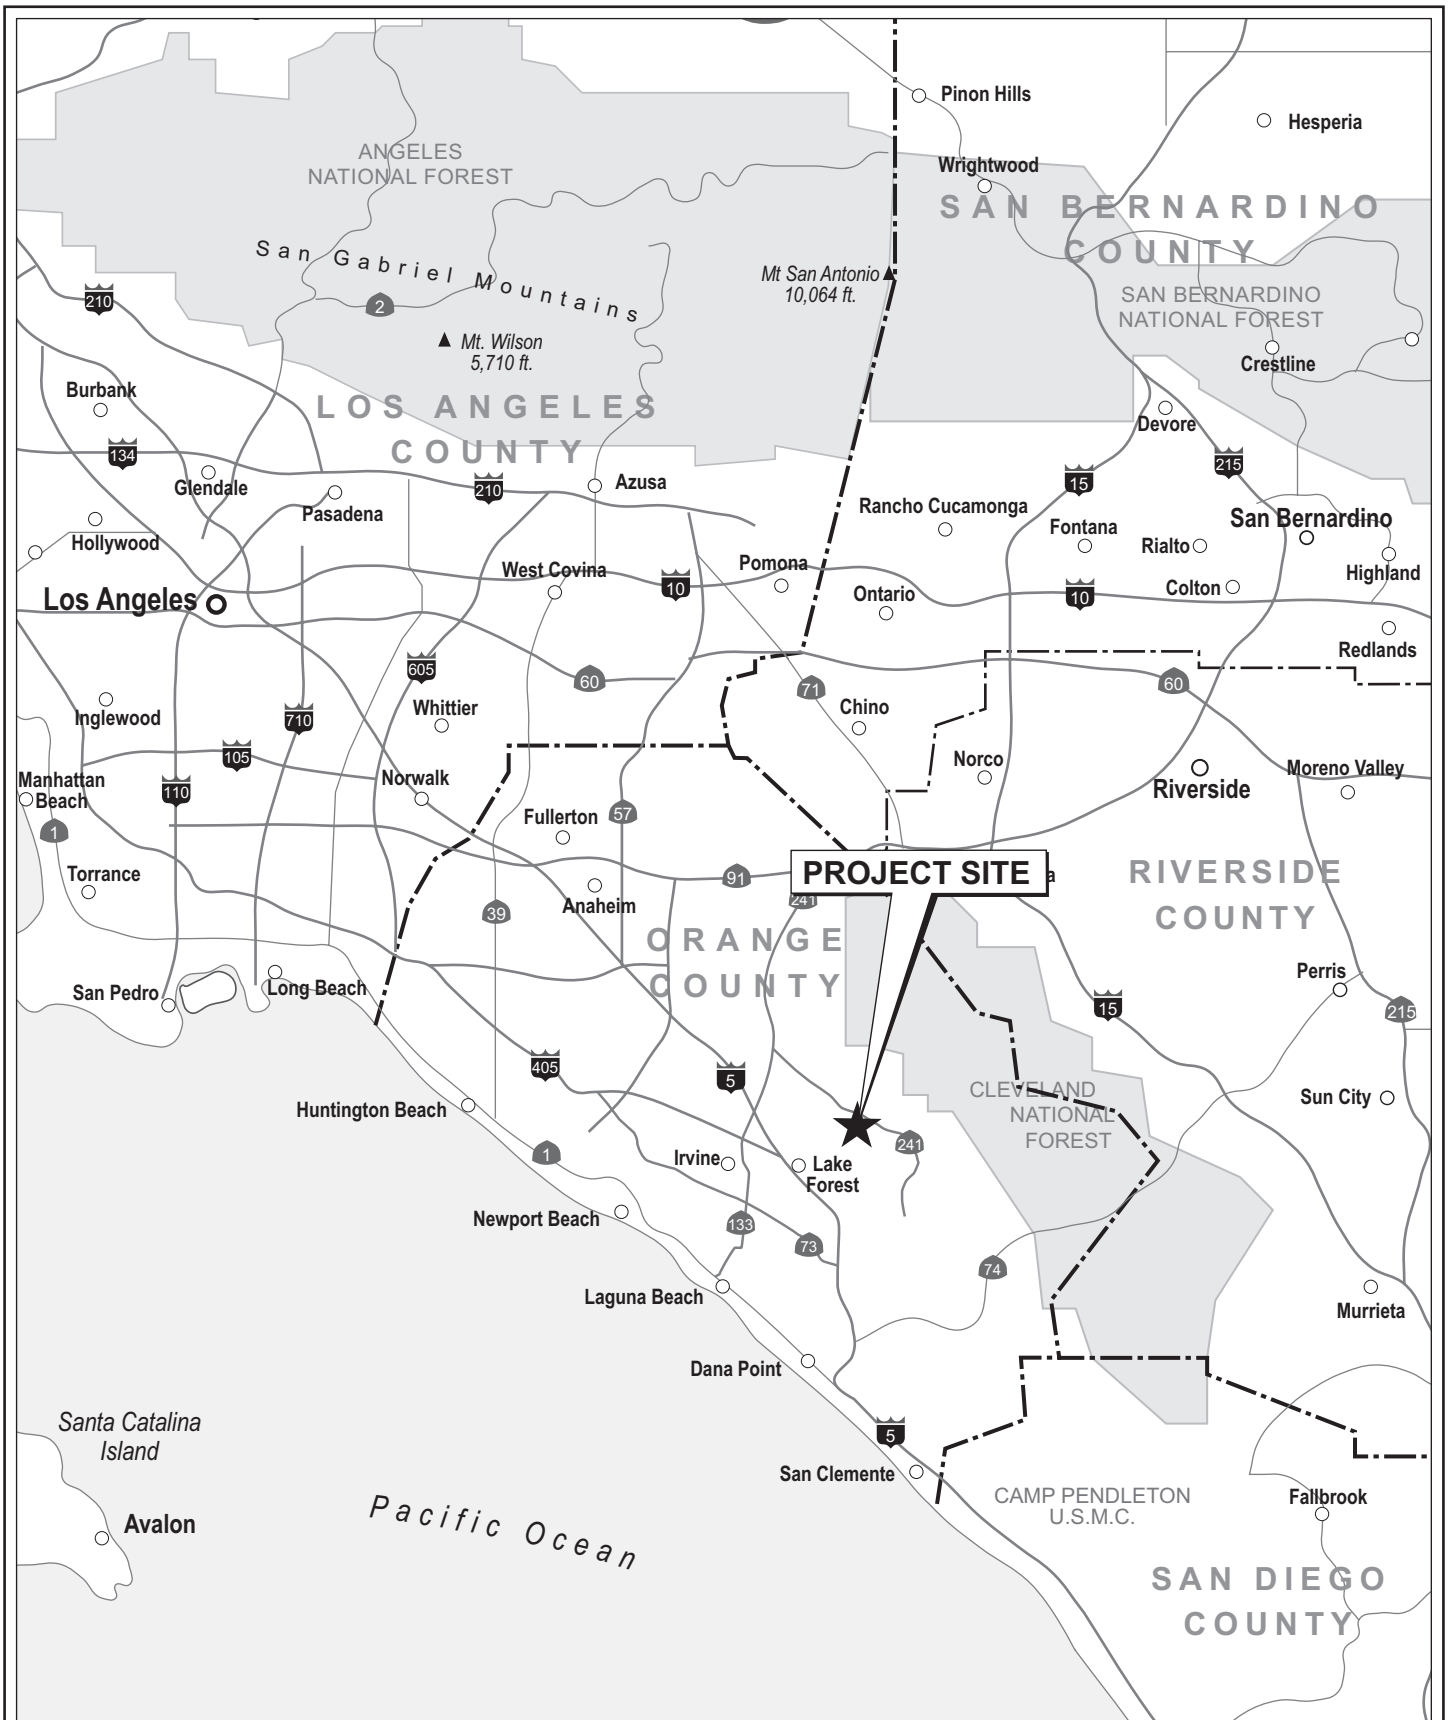 Pinon Hills
Hesperia
ANGELES
NATIONAL FOREST
Wrightwood
SAN BERNARDINO
COUNTY
San Gabriel Mountains
Mt San Antonio
10,064 ft.
210
2
SAN BERNARDINO
NATIONAL FOREST
Mt. Wilson
5,710 ft.
Crestline
Burbank
LOS ANGELES
COUNTY
Devore
134
215
Glendale
210
Azusa
15
Pasadena
Rancho Cucamonga
Fontana
San Bernardino
Hollywood
Rialto
West Covina
Pomona
Highland
10
Ontario
10
Colton
Los Angeles
Redlands
605
60
71
60
Inglewood
710
Whittier
Chino
105
Norco
Riverside
Moreno Valley
Manhattan
Beach
110
Norwalk
1
Fullerton
57
PROJECT SITE
a
RIVERSIDE
COUNTY
Torrance
91
241
Anaheim
39
ORANGE
COUNTY
Perris
San Pedro
Long Beach
15
215
405
5
CLEVELAND
NATIONAL
FOREST
Sun City
Huntington Beach
1
241
Irvine
Lake
Forest
Newport Beach
133
73
74
Laguna Beach
Murrieta
Dana Point
Santa Catalina
Island
5
San Clemente
CAMP PENDLETON
U.S.M.C.
Fallbrook
Avalon
Pacific Ocean
SAN DIEGO
COUNTY